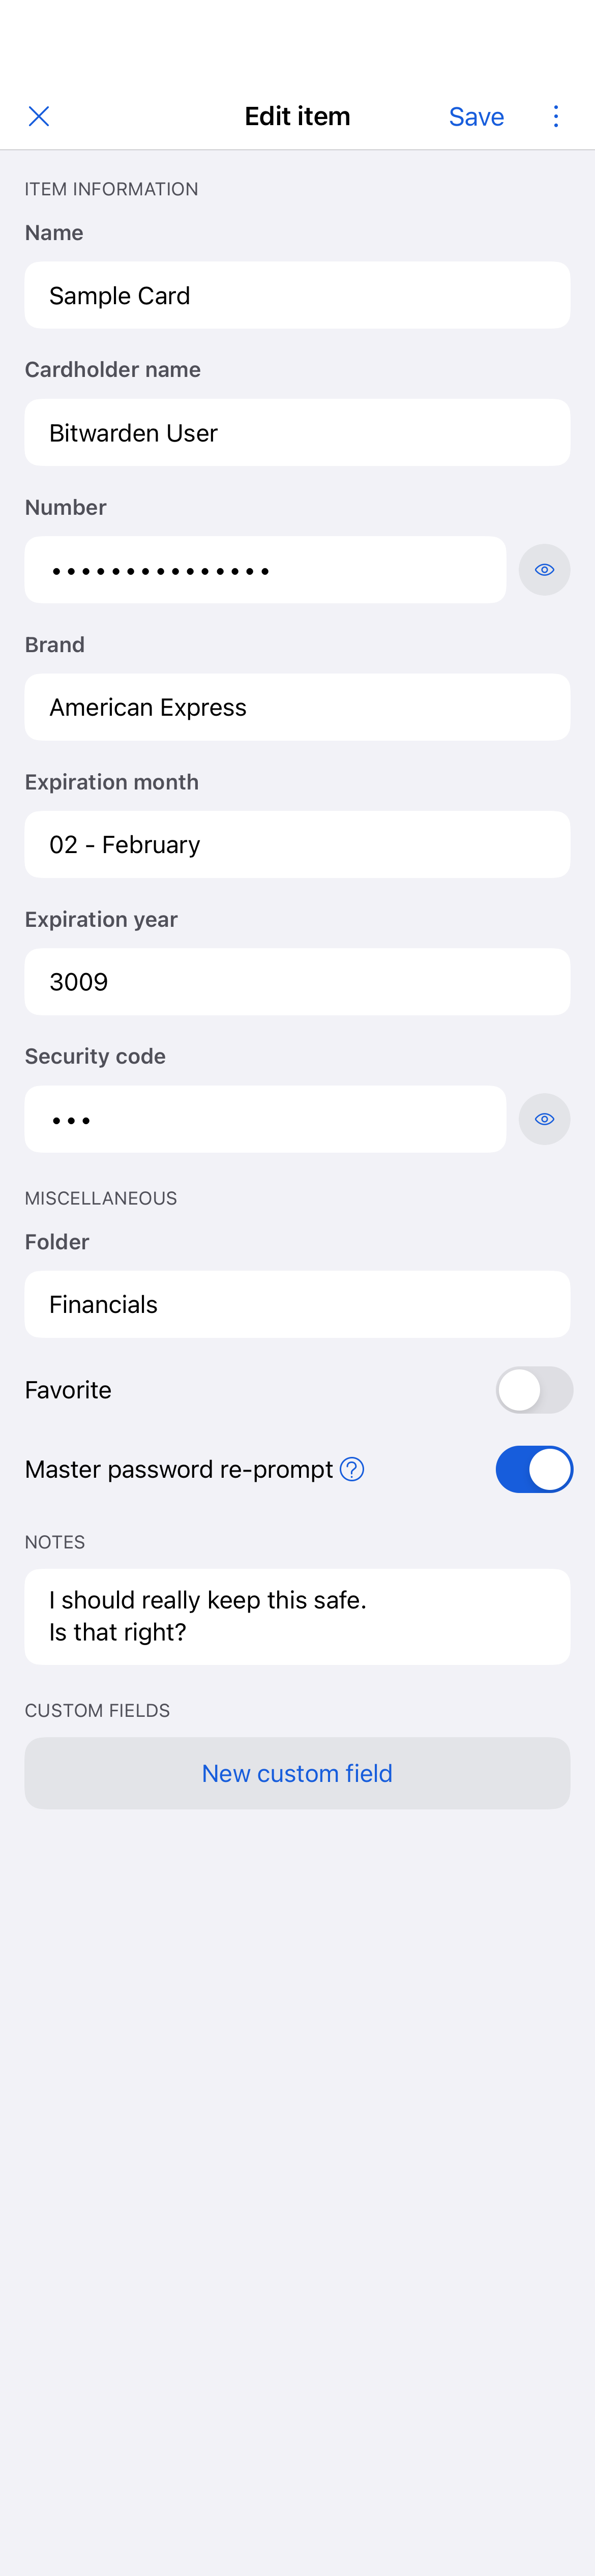 Edit item
Save
ITEM INFORMATION
Name
Sample Card
Cardholder name
Bitwarden User
Number
•••••••••••••••
Brand
American Express
Expiration month
02 - February
Expiration year
3009
Security code
•••
MISCELLANEOUS
Folder
Financials
Favorite
Master password re-prompt ?
NOTES
I should really keep this safe.
Is that right?
CUSTOM FIELDS
New custom field